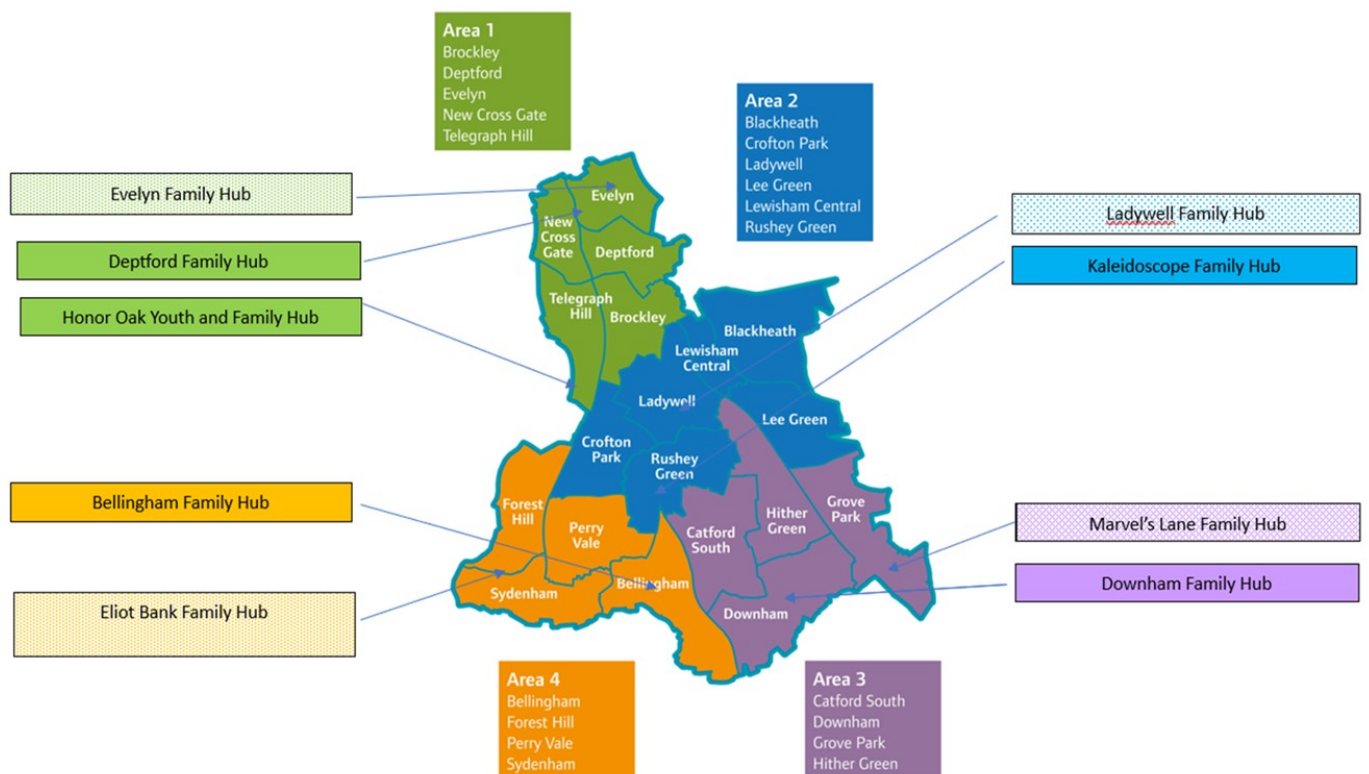 Area 1
Brockley
Deptford
Evelyn
New Cross Gate
Telegraph Hill
Area 2
Blackheath
Crofton Park
Ladywell
Lee Green
Lewisham Central
Rushey Green
Evelyn Family Hub
Deptford Family Hub
Honor Oak Youth and Family Hub
Bellingham Family Hub
Eliot Bank Family Hub
Ladywell Family Hub
Kaleidoscope Family Hub
Marvel's Lane Family Hub
Downham Family Hub
Evelyn
New
Cross
Gate
Deptford
Telegraph
Hill
Brockley
Blackheath
Lewisham
Central
Ladywell
Lee Green
Crofton
Park
Rushey
Green
Forest
Hill
Perry
Vale
Catford
South
Hither
Green
Grove
Park
Sydenham
Bellingham
Downham
Area 4
Bellingham
Forest Hill
Perry Vale
Sydenham
Area 3
Catford South
Downham
Grove Park
Hither Green